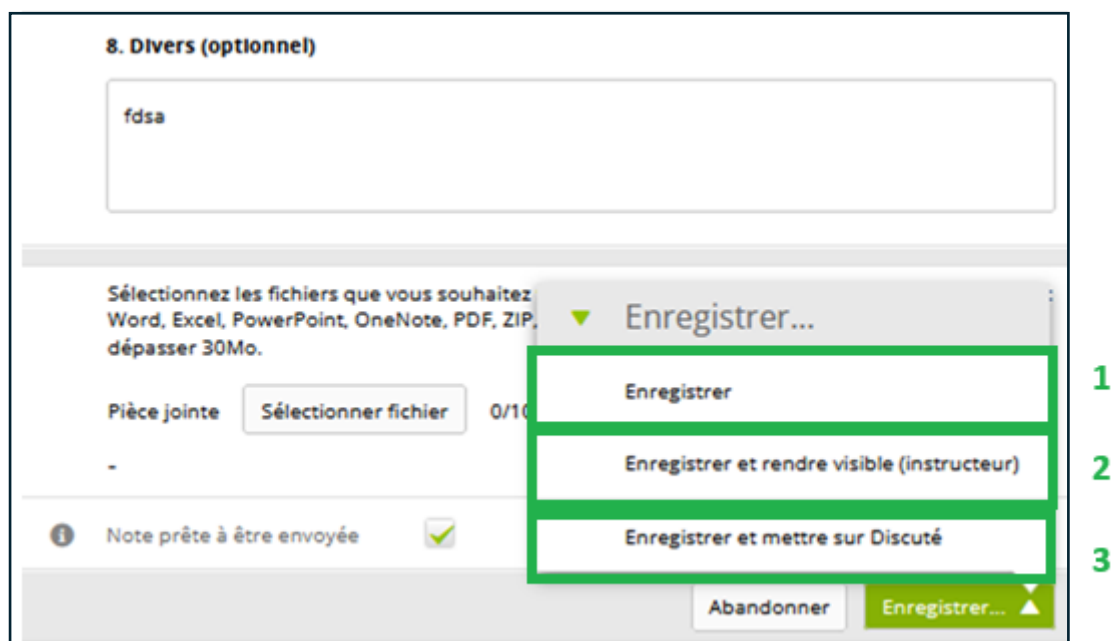 8. Divers (optionnel)
fdsa
Sélectionnez les fichiers que vous souhaitez
Word, Excel, PowerPoint, OneNote, PDF, ZIP,
dépasser 30Mo.
Enregistrer...
Enregistrer
1
Pièce jointe Sélectionner fichier 0/10
Enregistrer et rendre visible (instructeur)
2
-
Note prête à être envoyée
Enregistrer et mettre sur Discuté
3
Abandonner Enregistrer...